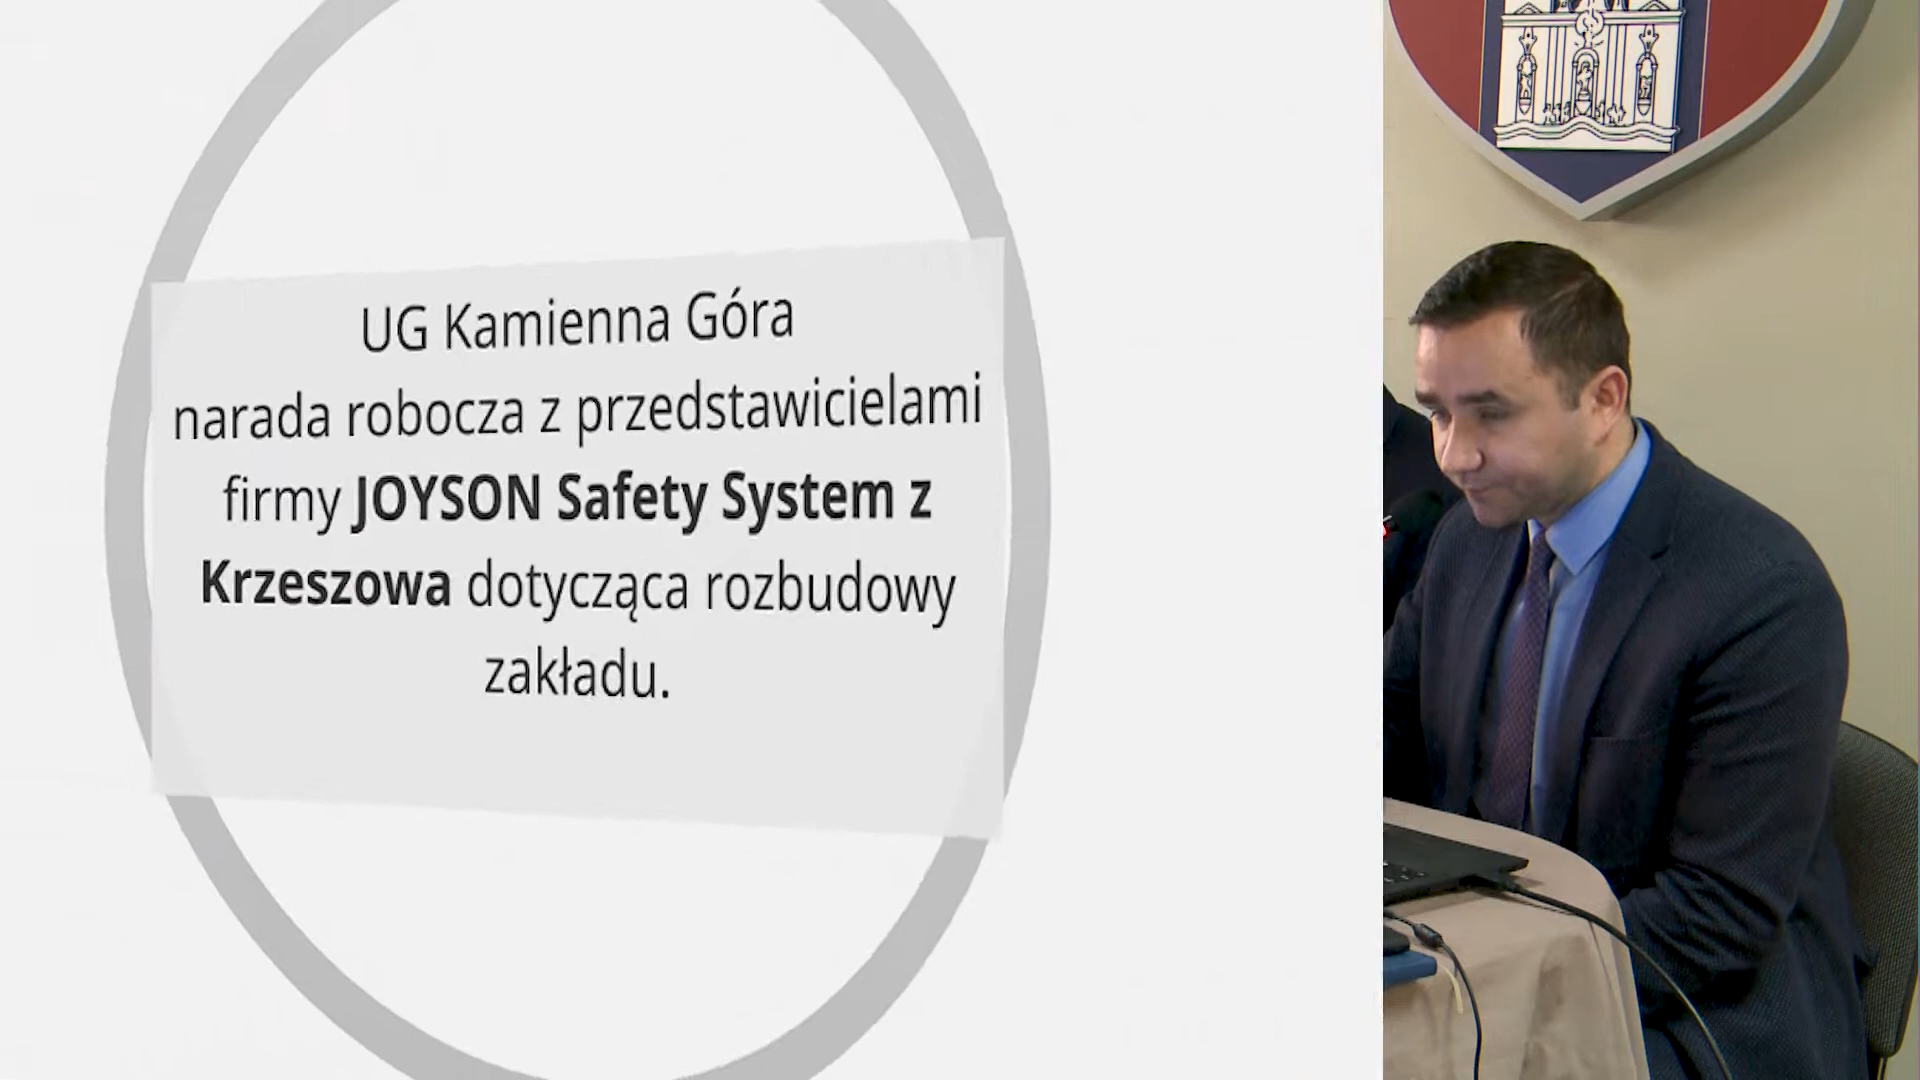 UG Kamienna Góra
narada robocza z przedstawicielami
firmy JOYSON Safety System z
Krzeszowa dotycząca rozbudowy
zakładu.